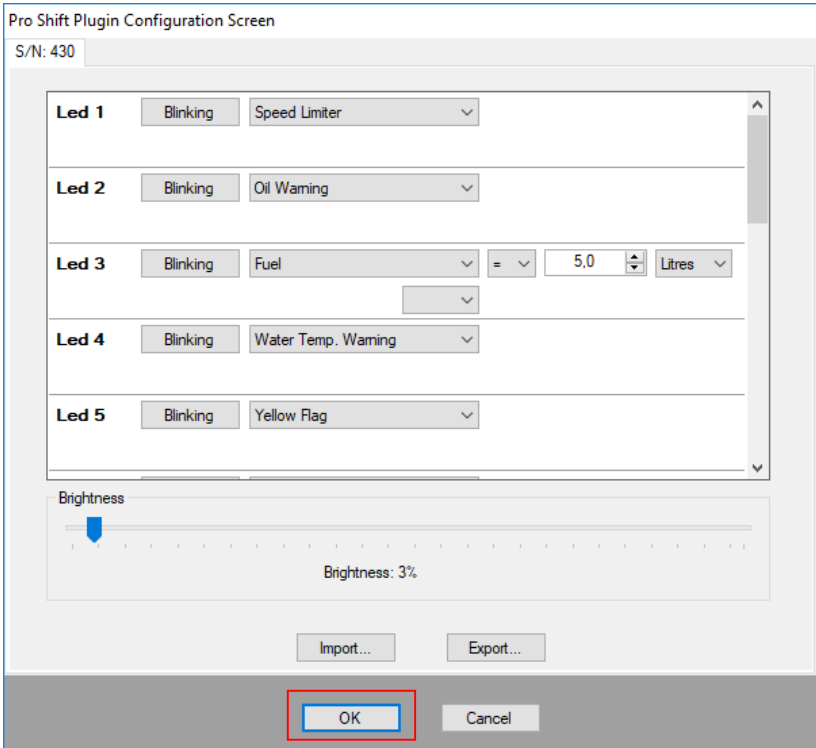 Pro Shift Plugin Configuration Screen
S/N: 430
Led 1 Blinking Speed Limiter
Led 2 Blinking Oil Warning
Led 3 Blinking Fuel = 5,0 Litres
Led 4 Blinking Water Temp. Warning
Led 5 Blinking Yellow Flag
Brightness
Brightness: 3%
Import... Export...
OK Cancel